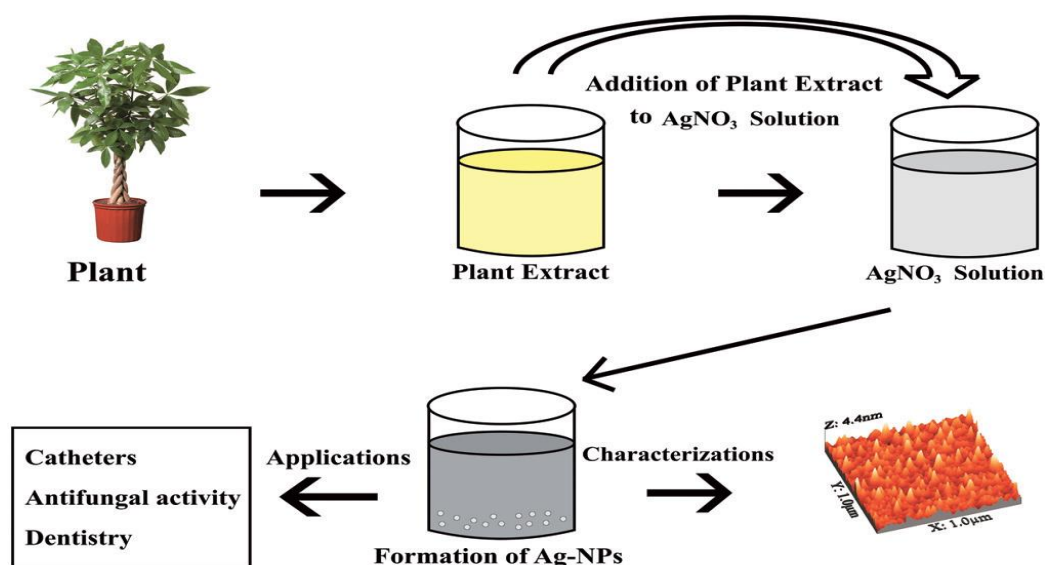 Addition of Plant Extract
to AgNO₃ Solution
Plant
Plant Extract
AgNO₃ Solution
Catheters
Antifungal activity
Dentistry
Applications
Characterizations
Formation of Ag-NPs
Z: 4.4nm
Y: 1.0µm
X: 1.0µm